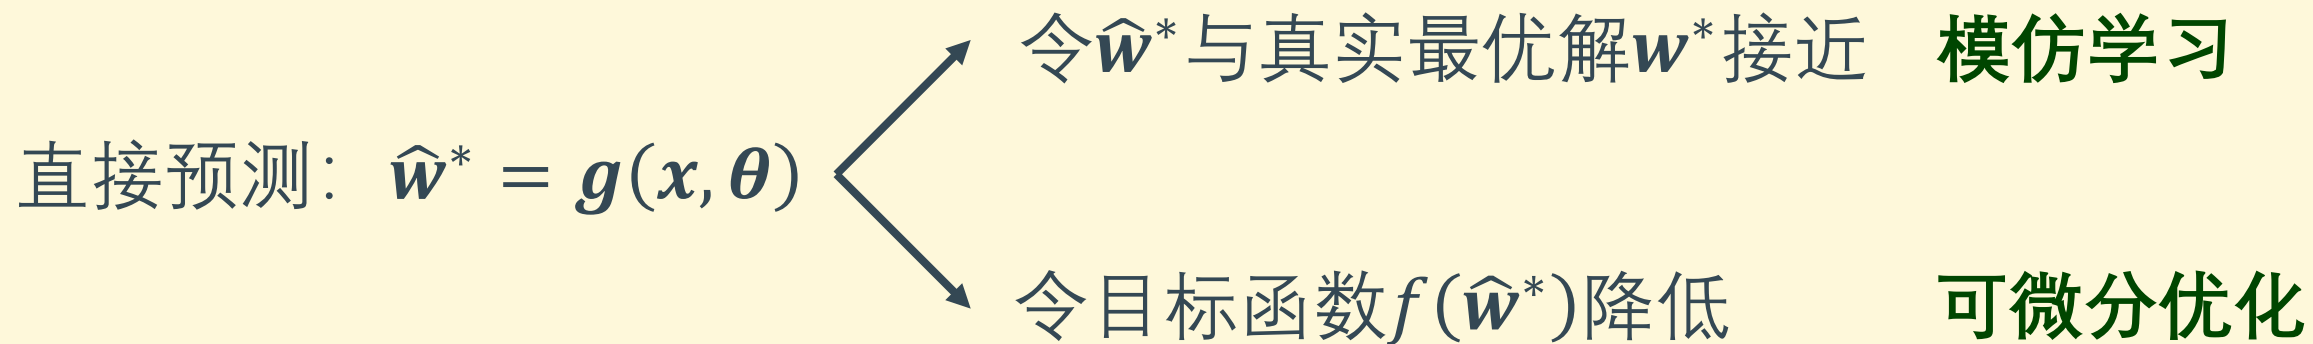 令ŵ*与真实最优解w*接近 模仿学习
直接预测：ŵ* = g(x, θ)
令目标函数f(ŵ*)降低 可微分优化